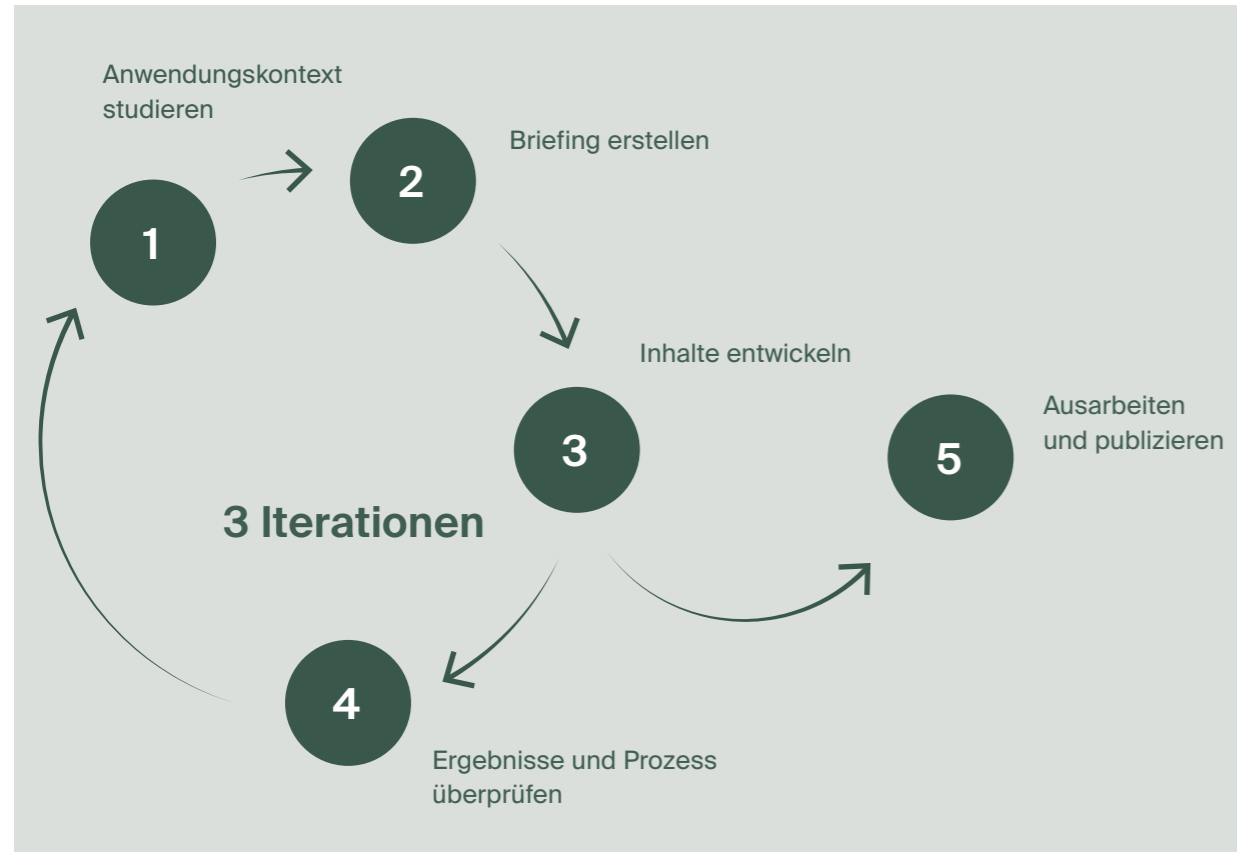 Anwendungskontext
studieren
1
2
Briefing erstellen
3
Inhalte entwickeln
3 Iterationen
4
Ergebnisse und Prozess
überprüfen
5
Ausarbeiten
und publizieren